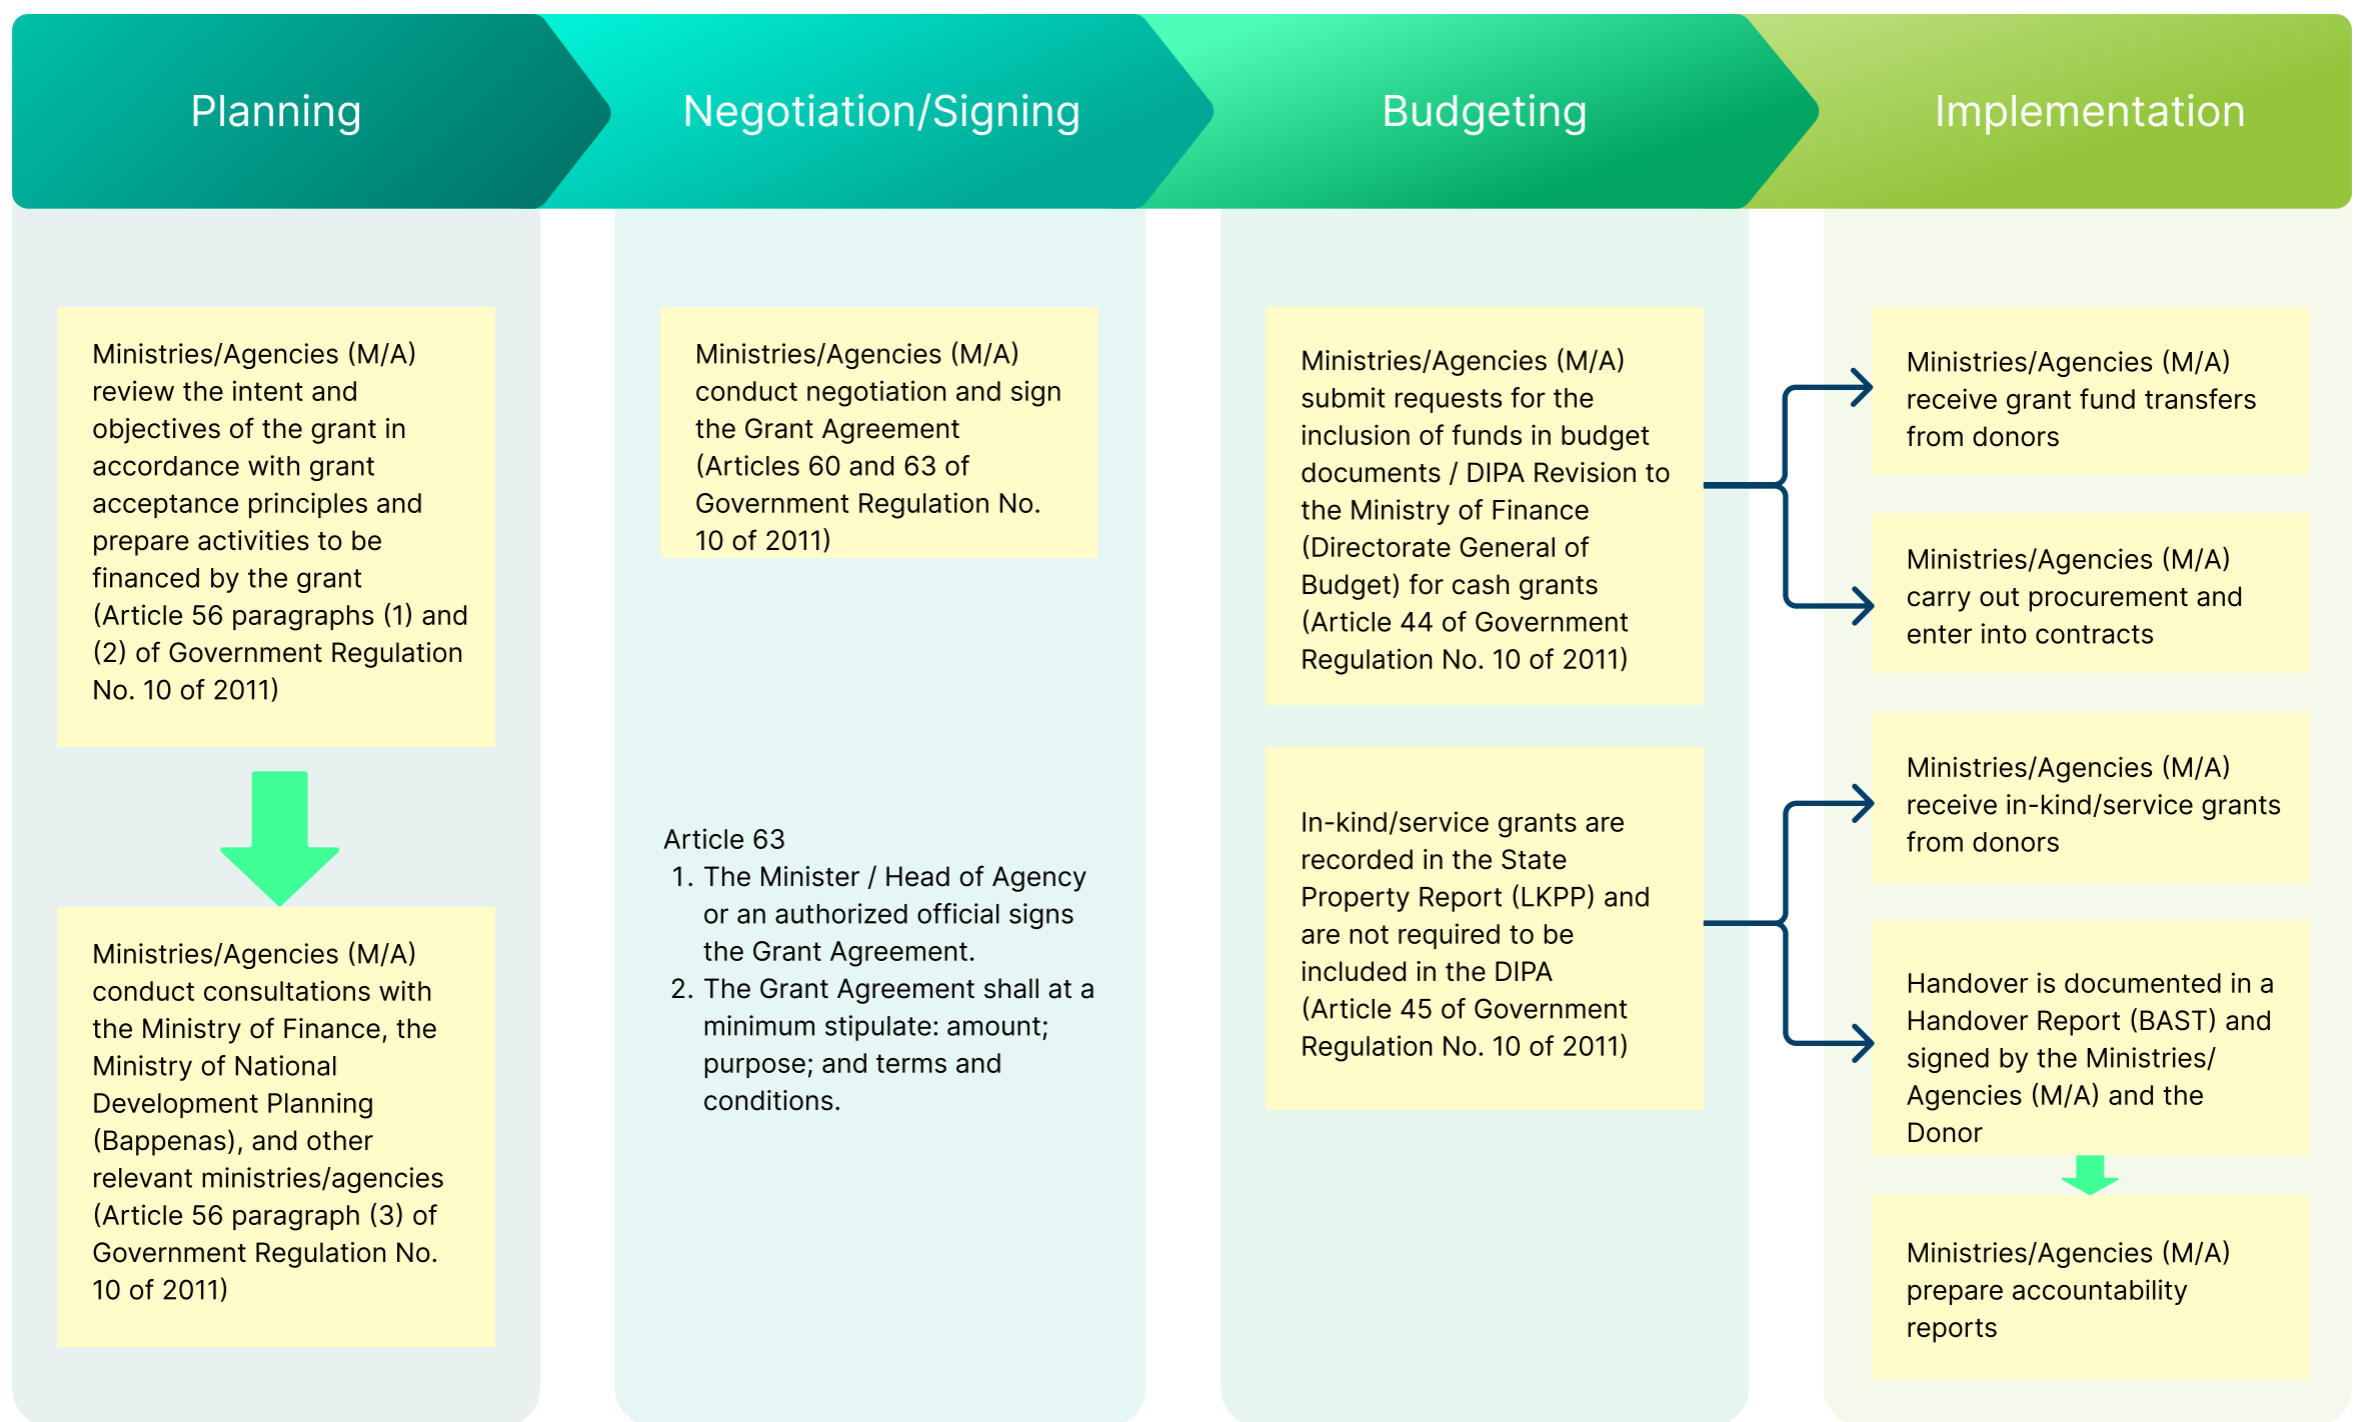 Planning
Negotiation/Signing
Budgeting
Implementation
Ministries/Agencies (M/A)
review the intent and
objectives of the grant in
accordance with grant
acceptance principles and
prepare activities to be
financed by the grant
(Article 56 paragraphs (1) and
(2) of Government Regulation
No. 10 of 2011)
Ministries/Agencies (M/A)
conduct consultations with
the Ministry of Finance, the
Ministry of National
Development Planning
(Bappenas), and other
relevant ministries/agencies
(Article 56 paragraph (3) of
Government Regulation No.
10 of 2011)
Ministries/Agencies (M/A)
conduct negotiation and sign
the Grant Agreement
(Articles 60 and 63 of
Government Regulation No.
10 of 2011)
Article 63
1. The Minister / Head of Agency
or an authorized official signs
the Grant Agreement.
2. The Grant Agreement shall at a
minimum stipulate: amount;
purpose; and terms and
conditions.
Ministries/Agencies (M/A)
submit requests for the
inclusion of funds in budget
documents / DIPA Revision to
the Ministry of Finance
(Directorate General of
Budget) for cash grants
(Article 44 of Government
Regulation No. 10 of 2011)
In-kind/service grants are
recorded in the State
Property Report (LKPP) and
are not required to be
included in the DIPA
(Article 45 of Government
Regulation No. 10 of 2011)
Ministries/Agencies (M/A)
receive grant fund transfers
from donors
Ministries/Agencies (M/A)
carry out procurement and
enter into contracts
Ministries/Agencies (M/A)
receive in-kind/service grants
from donors
Handover is documented in a
Handover Report (BAST) and
signed by the Ministries/
Agencies (M/A) and the
Donor
Ministries/Agencies (M/A)
prepare accountability
reports